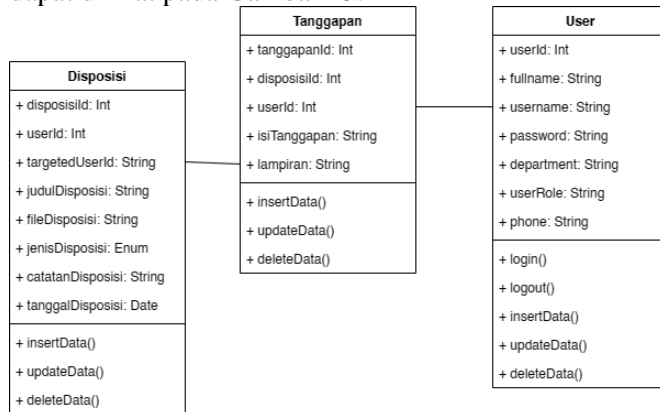 Disposisi
+ disposisiId: Int
+ userId: Int
+ targetedUserId: String
+ judulDisposisi: String
+ fileDisposisi: String
+ jenisDisposisi: Enum
+ catatanDisposisi: String
+ tanggalDisposisi: Date
+ insertData()
+ updateData()
+ deleteData()
Tanggapan
+ tanggapanId: Int
+ disposisiId: Int
+ userId: Int
+ isiTanggapan: String
+ lampiran: String
+ insertData()
+ updateData()
+ deleteData()
User
+ userId: Int
+ fullname: String
+ username: String
+ password: String
+ department: String
+ userRole: String
+ phone: String
+ login()
+ logout()
+ insertData()
+ updateData()
+ deleteData()